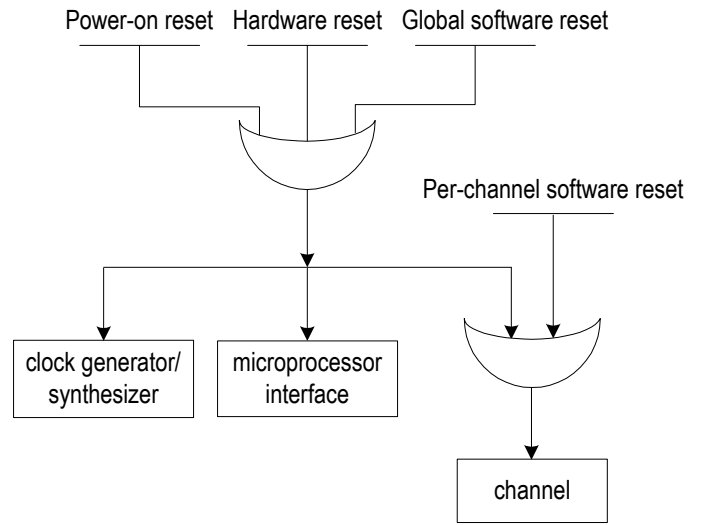 Power-on reset
Hardware reset
Global software reset
Per-channel software reset
clock generator/
synthesizer
microprocessor
interface
channel